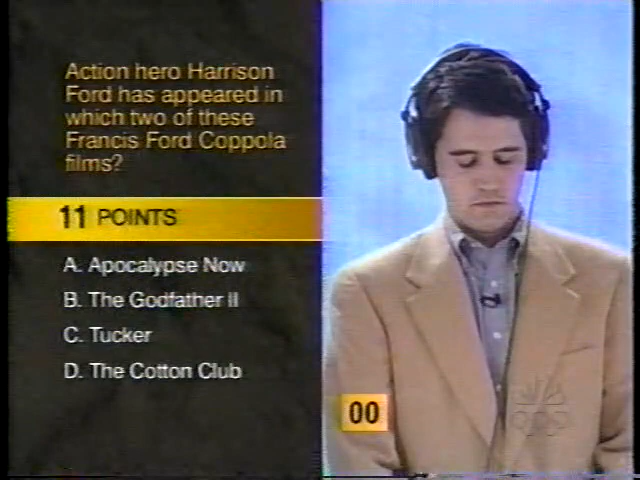 Action hero Harrison
Ford has appeared in
which two of these
Francis Ford Coppola
films?
11 POINTS
A. Apocalypse Now
B. The Godfather II
C. Tucker
D. The Cotton Club
00